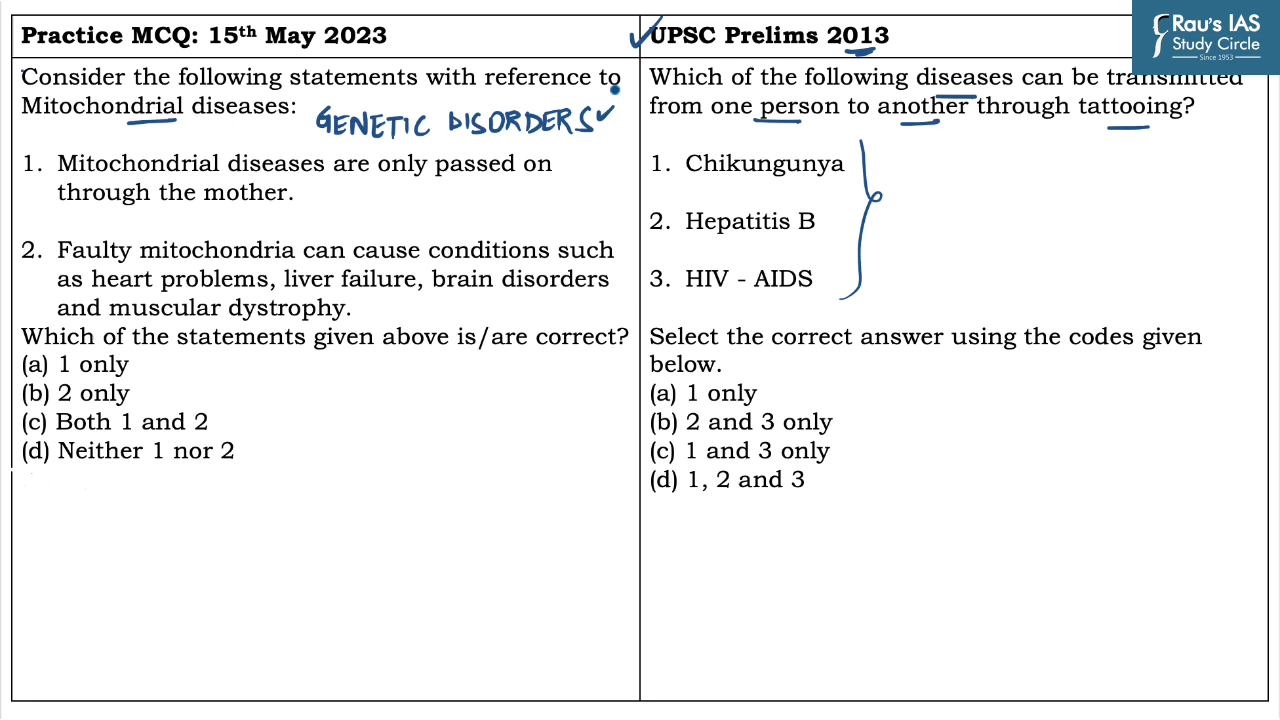 Practice MCQ: 15th May 2023
Consider the following statements with reference to
Mitochondrial diseases:
GENETIC DISORDERS
1. Mitochondrial diseases are only passed on
through the mother.
2. Faulty mitochondria can cause conditions such
as heart problems, liver failure, brain disorders
and muscular dystrophy.
Which of the statements given above is/are correct?
(a) 1 only
(b) 2 only
(c) Both 1 and 2
(d) Neither 1 nor 2
UPSC Prelims 2013
Which of the following diseases can be transmitted
from one person to another through tattooing?
1. Chikungunya
2. Hepatitis B
3. HIV - AIDS
Select the correct answer using the codes given
below.
(a) 1 only
(b) 2 and 3 only
(c) 1 and 3 only
(d) 1, 2 and 3
Rau's IAS
Study Circle
Since 1953